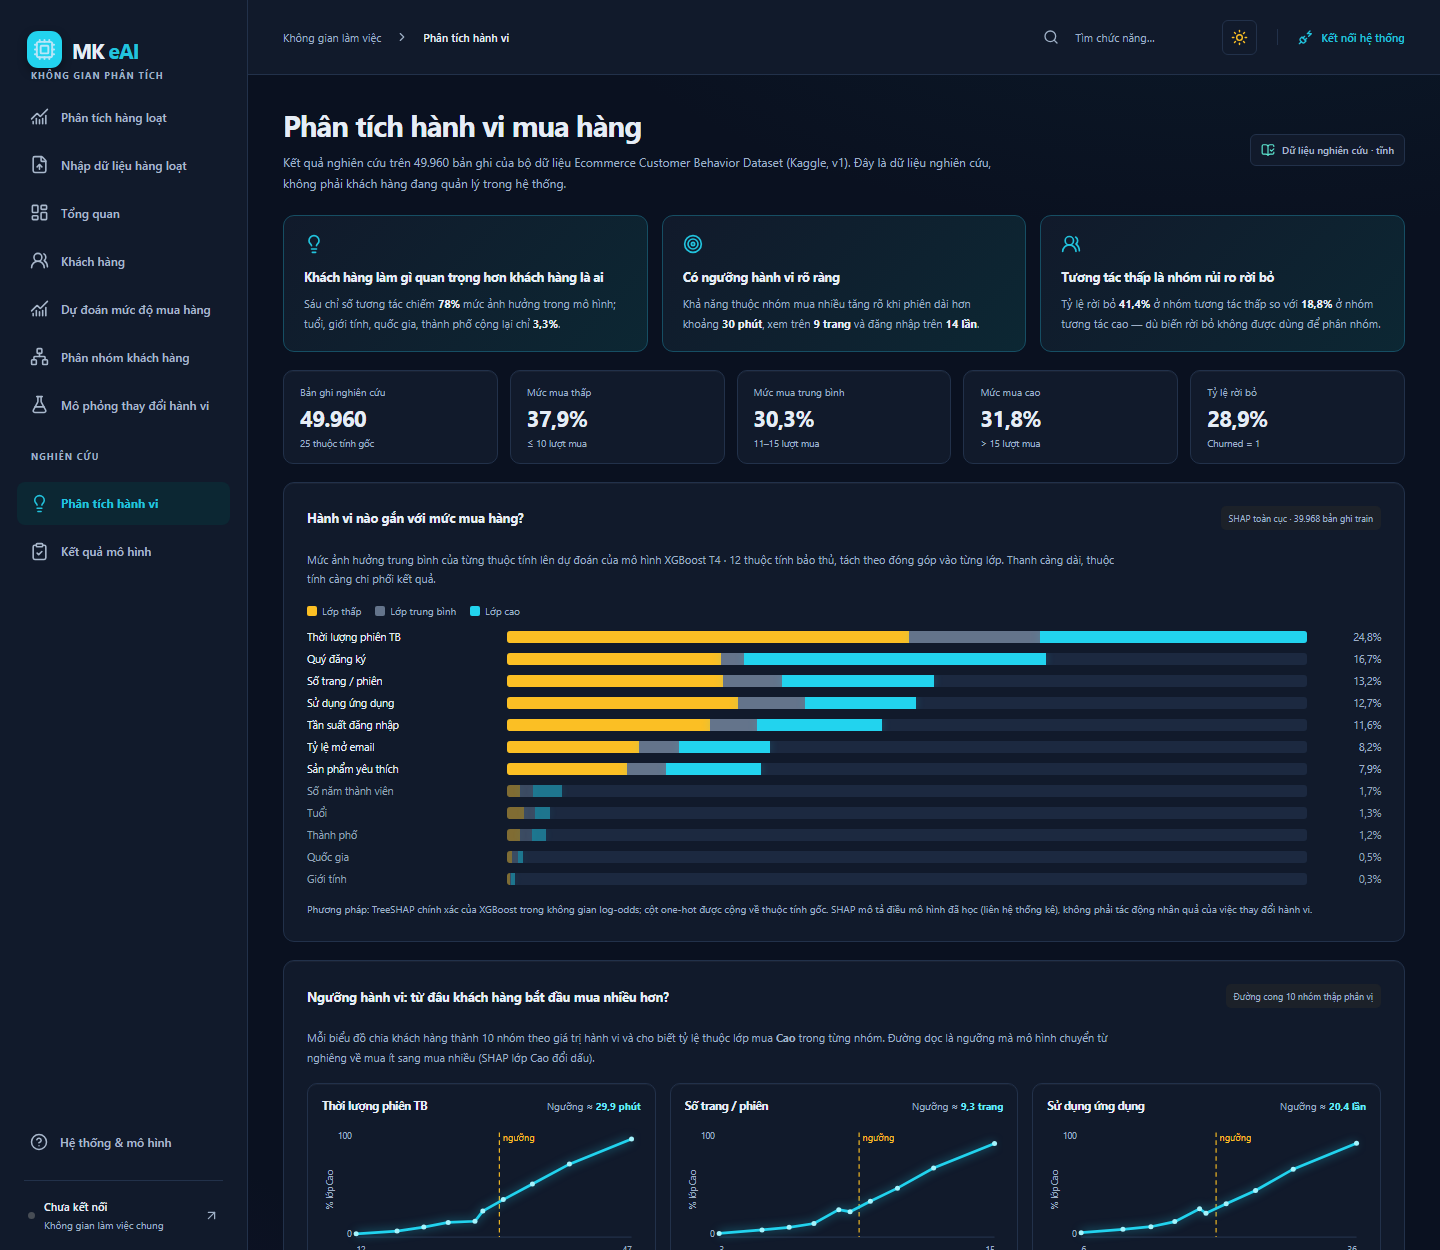 MK eAI
KHÔNG GIAN PHÂN TÍCH
Phân tích hàng loạt
Nhập dữ liệu hàng loạt
Tổng quan
Khách hàng
Dự đoán mức độ mua hàng
Phân nhóm khách hàng
Mô phỏng thay đổi hành vi
NGHIÊN CỨU
Phân tích hành vi
Kết quả mô hình
Hệ thống & mô hình
Chưa kết nối
Không gian làm việc chung
Không gian làm việc
Phân tích hành vi
Tìm chức năng...
Kết nối hệ thống
Phân tích hành vi mua hàng
Kết quả nghiên cứu trên 49.960 bản ghi của bộ dữ liệu Ecommerce Customer Behavior Dataset (Kaggle, v1). Đây là dữ liệu nghiên cứu,
không phải khách hàng đang quản lý trong hệ thống.
Dữ liệu nghiên cứu · tĩnh
Khách hàng làm gì quan trọng hơn khách hàng là ai
Sáu chỉ số tương tác chiếm 78% mức ảnh hưởng trong mô hình;
tuổi, giới tính, quốc gia, thành phố cộng lại chỉ 3,3%.
Có ngưỡng hành vi rõ ràng
Khả năng thuộc nhóm mua nhiều tăng rõ khi phiên dài hơn
khoảng 30 phút, xem trên 9 trang và đăng nhập trên 14 lần.
Tương tác thấp là nhóm rủi ro rời bỏ
Tỷ lệ rời bỏ 41,4% ở nhóm tương tác thấp so với 18,8% ở nhóm
tương tác cao — dù biến rời bỏ không được dùng để phân nhóm.
Bản ghi nghiên cứu
49.960
25 thuộc tính gốc
Mức mua thấp
37,9%
≤ 10 lượt mua
Mức mua trung bình
30,3%
11–15 lượt mua
Mức mua cao
31,8%
> 15 lượt mua
Tỷ lệ rời bỏ
28,9%
Churned = 1
Hành vi nào gắn với mức mua hàng?
SHAP toàn cục · 39.968 bản ghi train
Mức ảnh hưởng trung bình của từng thuộc tính lên dự đoán của mô hình XGBoost T4 · 12 thuộc tính bảo thủ, tách theo đóng góp vào từng lớp. Thanh càng dài, thuộc
tính càng chi phối kết quả.
Lớp thấp
Lớp trung bình
Lớp cao
Thời lượng phiên TB 24,8%
Quý đăng ký 16,7%
Số trang / phiên 13,2%
Sử dụng ứng dụng 12,7%
Tần suất đăng nhập 11,6%
Tỷ lệ mở email 8,2%
Sản phẩm yêu thích 7,9%
Số năm thành viên 1,7%
Tuổi 1,3%
Thành phố 1,2%
Quốc gia 0,5%
Giới tính 0,3%
Phương pháp: TreeSHAP chính xác của XGBoost trong không gian log-odds; cột one-hot được cộng về thuộc tính gốc. SHAP mô tả điều mô hình đã học (liên hệ thống kê), không phải tác động nhân quả của việc thay đổi hành vi.
Ngưỡng hành vi: từ đâu khách hàng bắt đầu mua nhiều hơn?
Đường cong 10 nhóm thập phân vị
Mỗi biểu đồ chia khách hàng thành 10 nhóm theo giá trị hành vi và cho biết tỷ lệ thuộc lớp mua Cao trong từng nhóm. Đường dọc là ngưỡng mà mô hình chuyển từ
nghiêng về mua ít sang mua nhiều (SHAP lớp Cao đổi dấu).
Thời lượng phiên TB
Ngưỡng ≈ 29,9 phút
100
ngưỡng
% lớp Cao
0
12
47
Số trang / phiên
Ngưỡng ≈ 9,3 trang
100
ngưỡng
% lớp Cao
0
3
15
Sử dụng ứng dụng
Ngưỡng ≈ 20,4 lần
100
ngưỡng
% lớp Cao
0
6
36